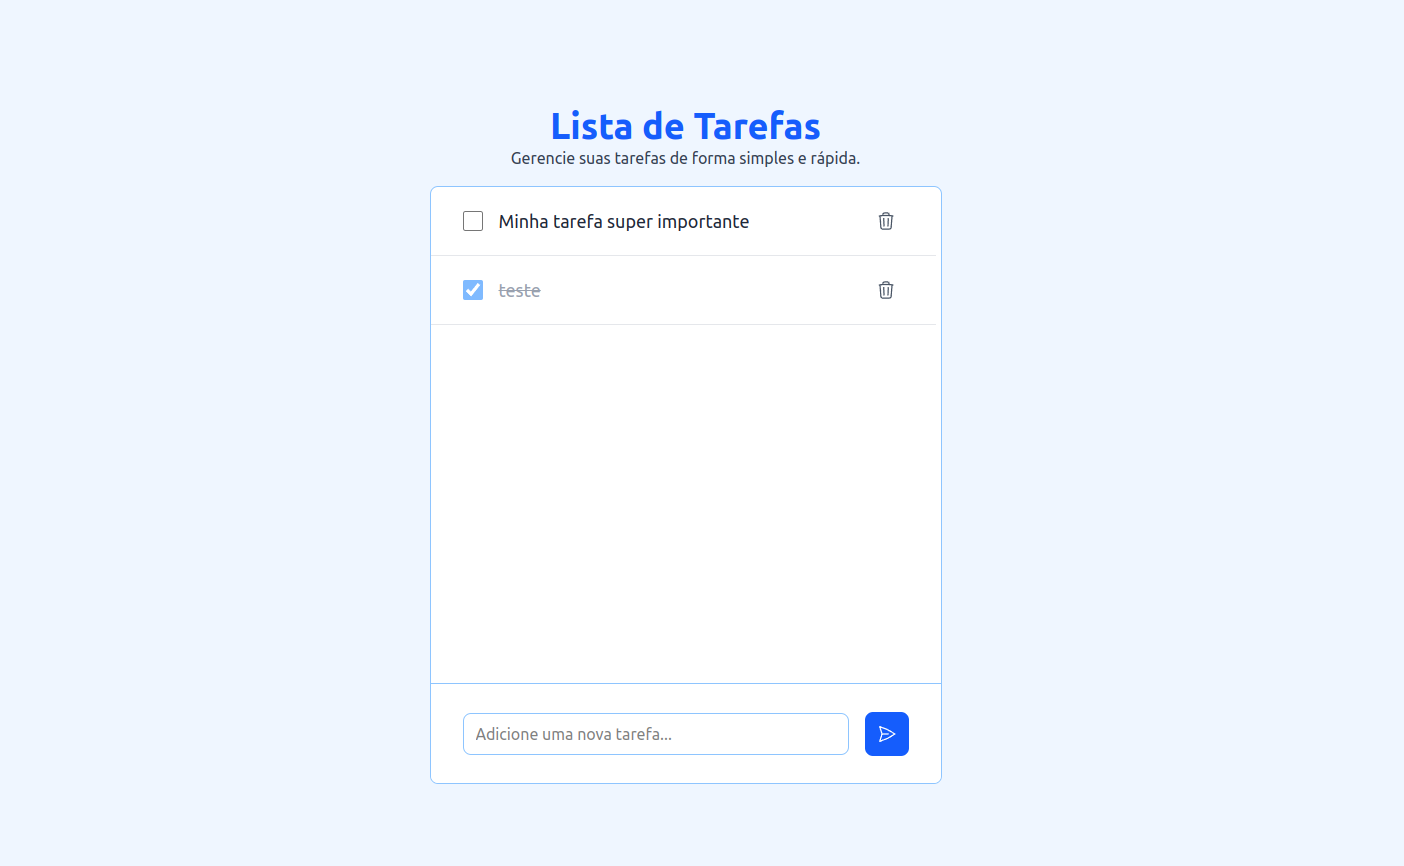 Lista de Tarefas
Gerencie suas tarefas de forma simples e rápida.
Minha tarefa super importante
teste
Adicione uma nova tarefa...